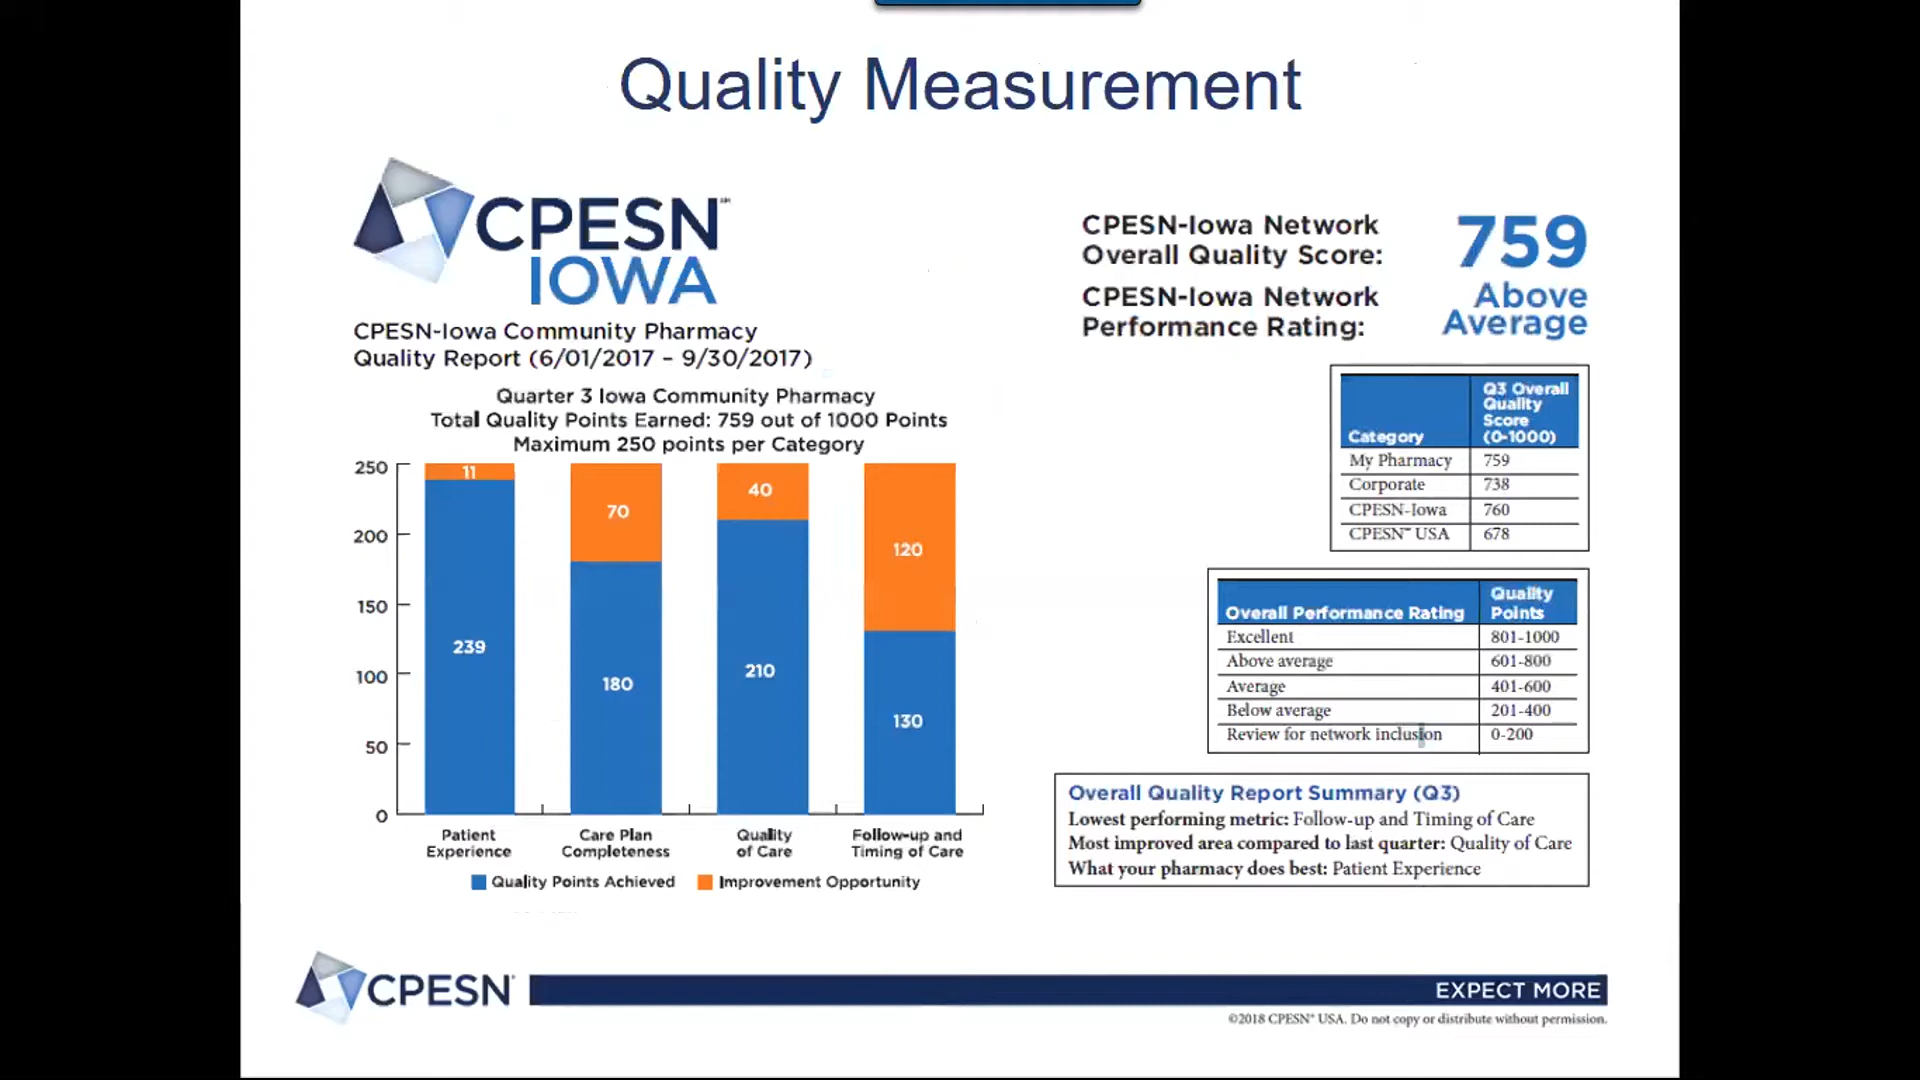 Quality Measurement
CPESN℠
IOWA
CPESN-Iowa Community Pharmacy
Quality Report (6/01/2017 – 9/30/2017)
Quarter 3 Iowa Community Pharmacy
Total Quality Points Earned: 759 out of 1000 Points
Maximum 250 points per Category
250
200
150
100
50
0
11
239
70
180
40
210
120
130
Patient
Experience
Care Plan
Completeness
Quality
of Care
Follow-up and
Timing of Care
Quality Points Achieved
Improvement Opportunity
CPESN-Iowa Network
Overall Quality Score:
759
CPESN-Iowa Network
Performance Rating:
Above
Average
Category
Q3 Overall
Quality
Score
(0-1000)
My Pharmacy 759
Corporate 738
CPESN-Iowa 760
CPESN℠ USA 678
Overall Performance Rating
Quality
Points
Excellent 801-1000
Above average 601-800
Average 401-600
Below average 201-400
Review for network inclusion 0-200
Overall Quality Report Summary (Q3)
Lowest performing metric: Follow-up and Timing of Care
Most improved area compared to last quarter: Quality of Care
What your pharmacy does best: Patient Experience
CPESN
EXPECT MORE
©2018 CPESN® USA. Do not copy or distribute without permission.